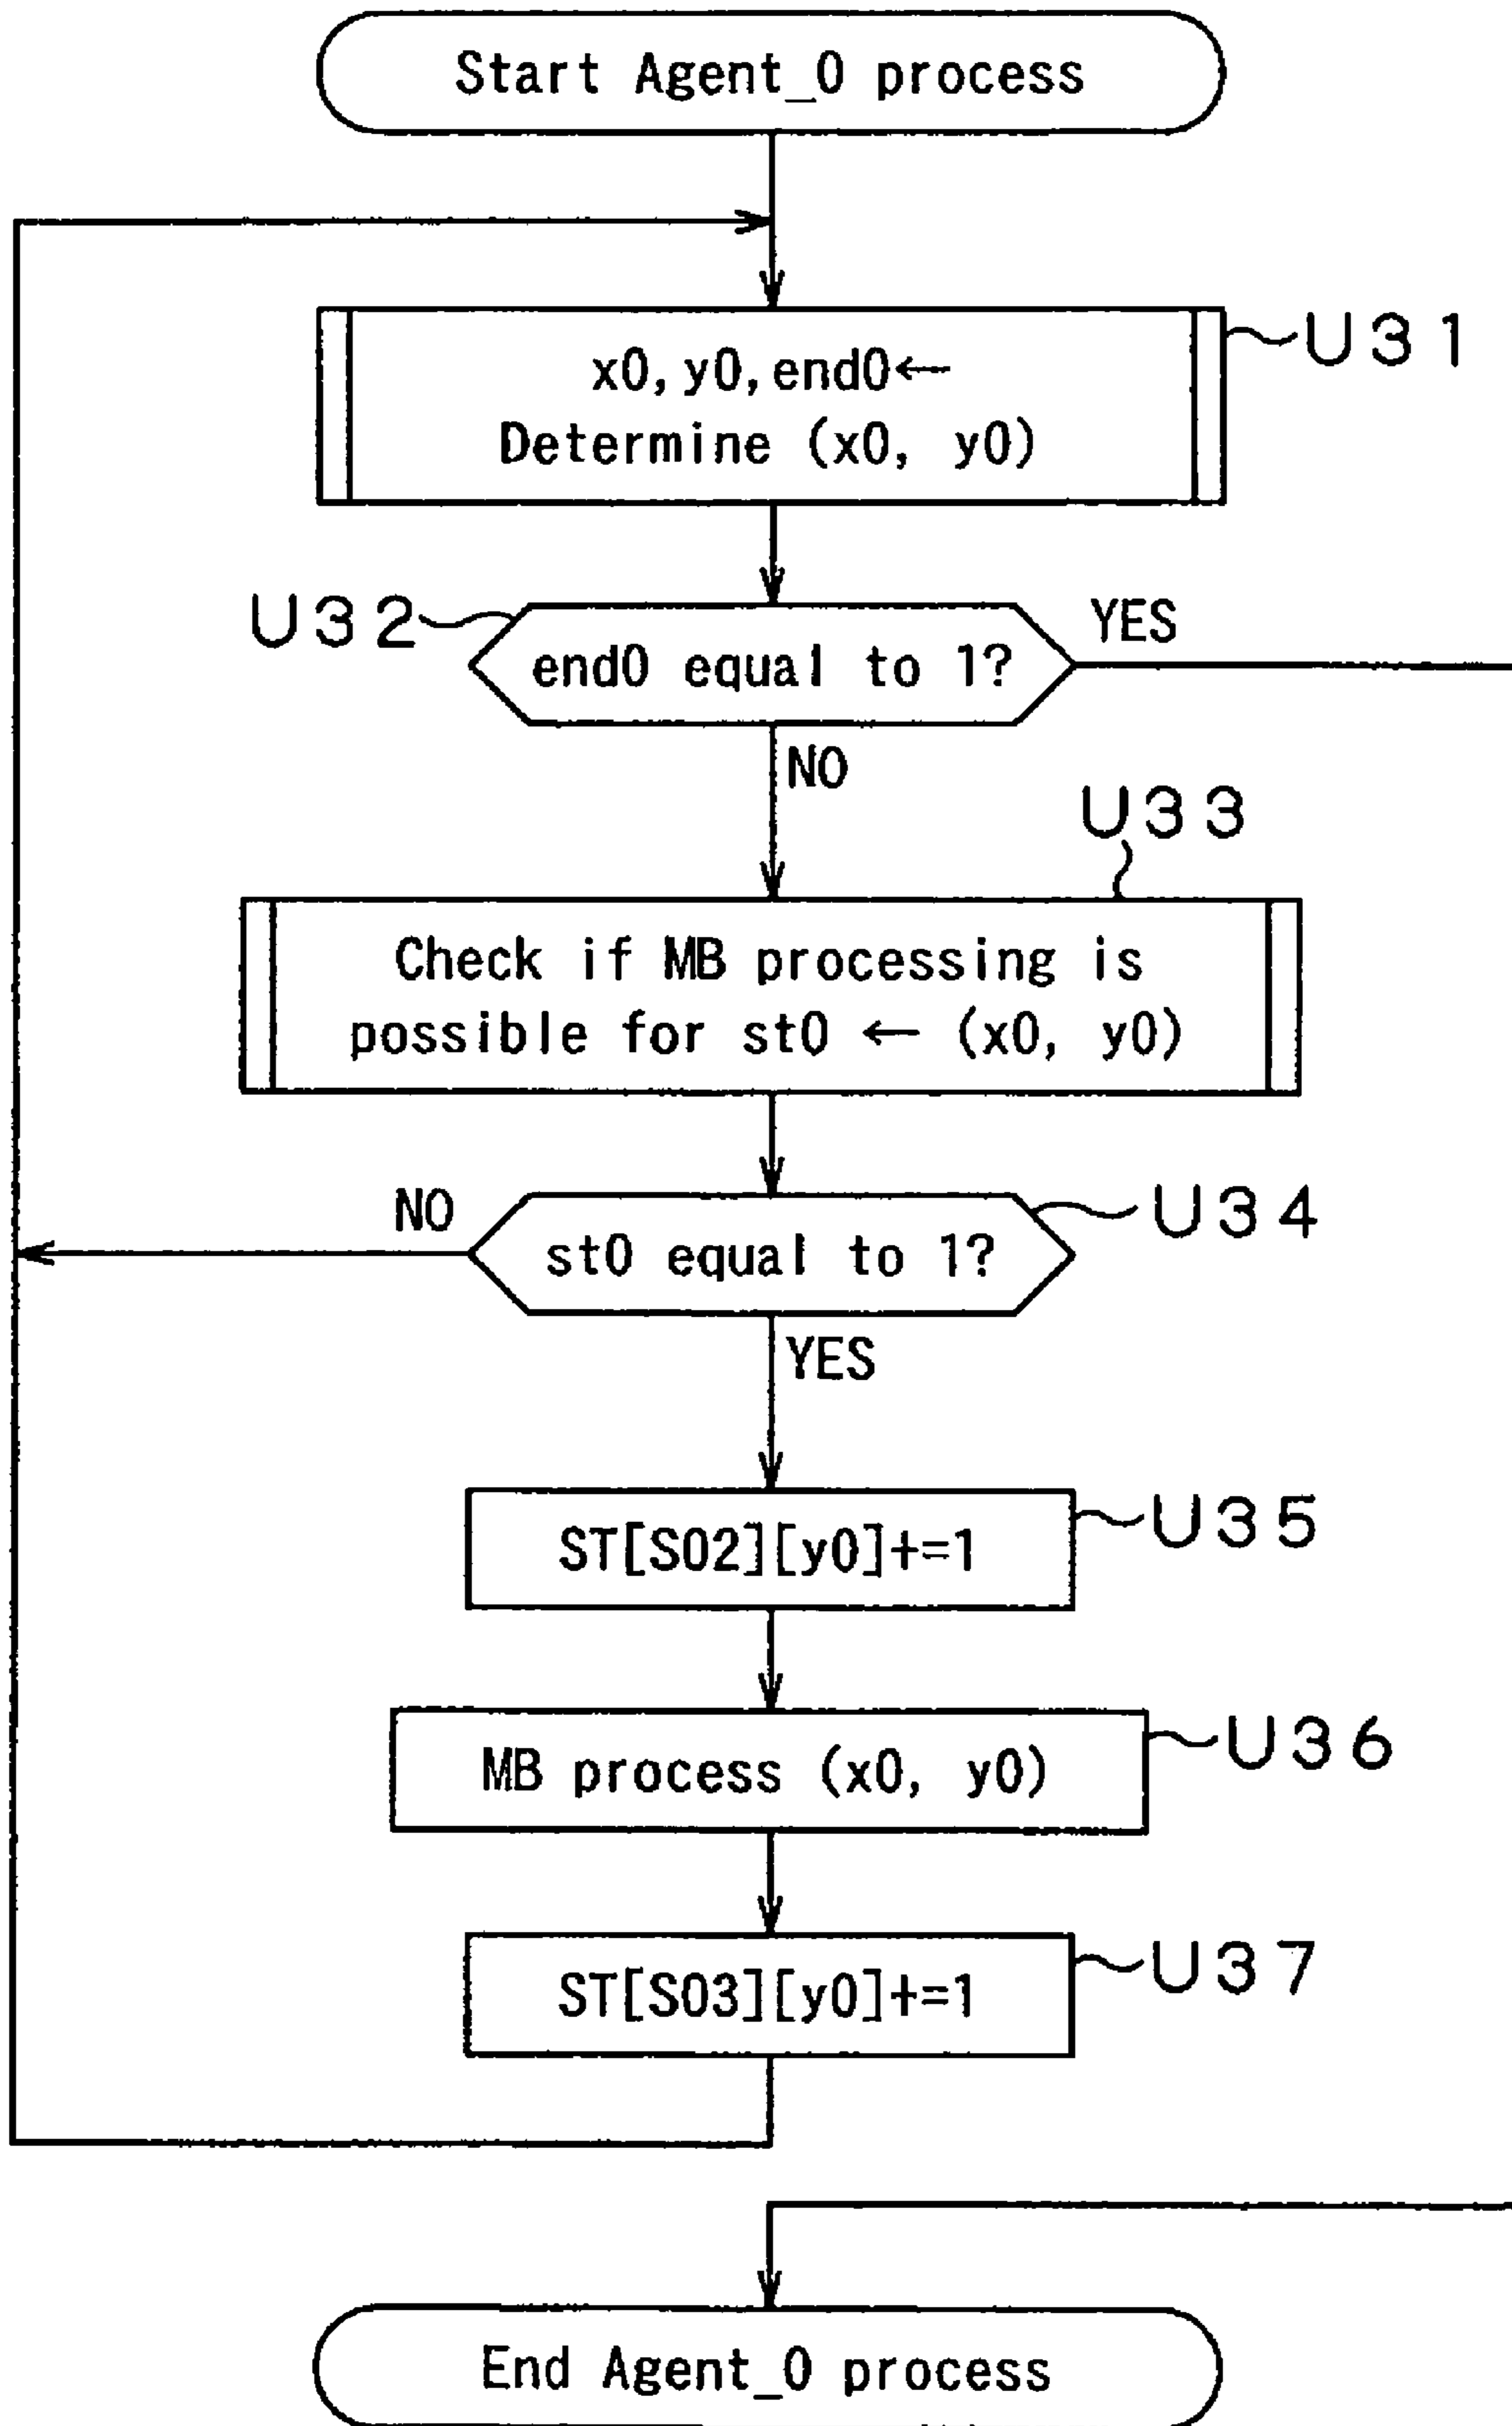 Start Agent_0 process
x0, y0, end0←
Determine (x0, y0)
U31
U32
end0 equal to 1?
YES
NO
U33
Check if MB processing is
possible for st0 ← (x0, y0)
NO
st0 equal to 1?
U34
YES
ST[S02][y0]+=1
U35
MB process (x0, y0)
U36
ST[S03][y0]+=1
U37
End Agent_0 process